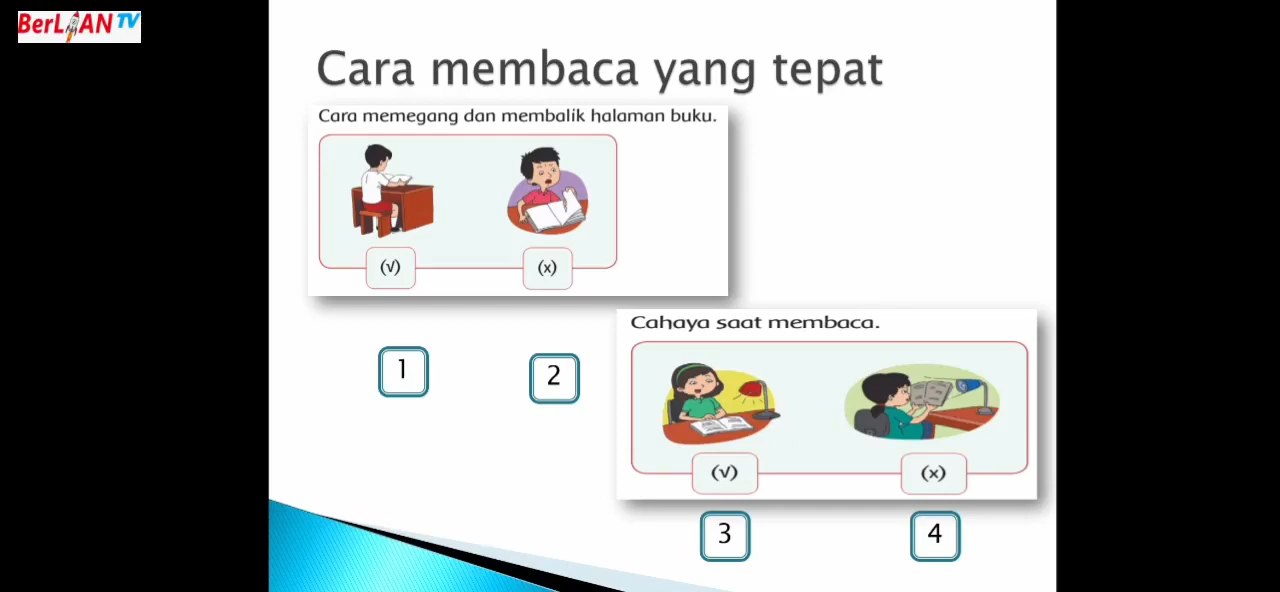 BerLIAN TV
Cara membaca yang tepat
Cara memegang dan membalik halaman buku.
(√) (x)
1 2
Cahaya saat membaca.
(√) (x)
3 4